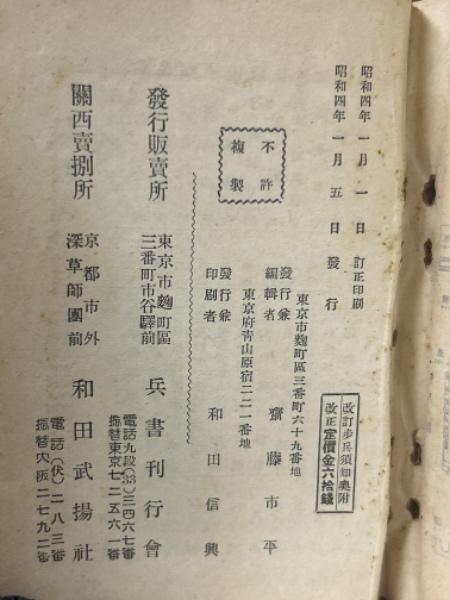 昭和四年一月一日 訂正印刷
昭和四年一月五日發行
改訂步兵須知奧附
改正定價金六拾錢
不許
複製
東京市麴町區三番町六十九番地
發行兼
編輯者
齋藤市平
東京府靑山原宿二二一番地
發行兼
印刷者
和田信興
發行販賣所
東京市麴町區
三番町市谷驛前
兵書刊行會
電話九段(33)三四六七番
振替東京七二五六一番
關西賣捌所
京都市外
深草師團前
和田武揚社
電話(伏)二八三番
振替大阪二七九二番